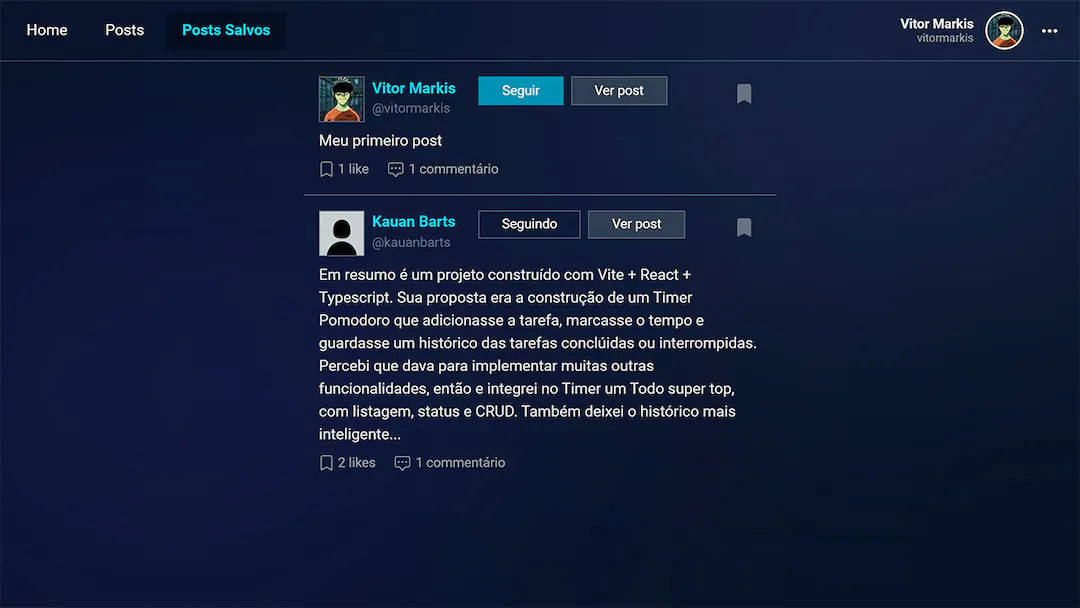 Home Posts Posts Salvos Vitor Markis
vitormarkis
Vitor Markis Seguir Ver post
@vitormarkis
Meu primeiro post
1 like 1 commentário
Kauan Barts Seguindo Ver post
@kauanbarts
Em resumo é um projeto construído com Vite + React +
Typescript. Sua proposta era a construção de um Timer
Pomodoro que adicionasse a tarefa, marcasse o tempo e
guardasse um histórico das tarefas conclúidas ou interrompidas.
Percebi que dava para implementar muitas outras
funcionalidades, então e integrei no Timer um Todo super top,
com listagem, status e CRUD. Também deixei o histórico mais
inteligente...
2 likes 1 commentário